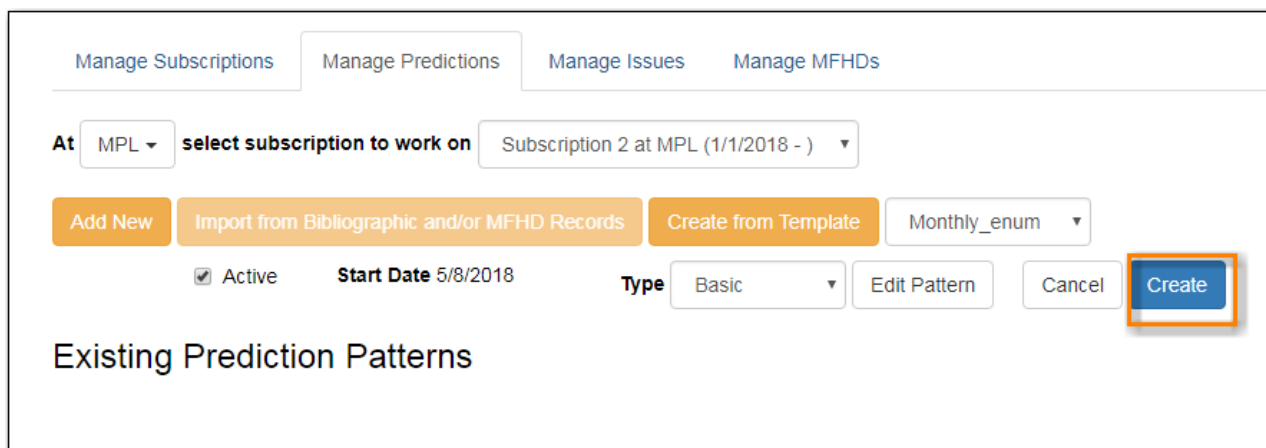 Manage Subscriptions Manage Predictions Manage Issues Manage MFHDs
At MPL select subscription to work on Subscription 2 at MPL (1/1/2018 - )
Add New Import from Bibliographic and/or MFHD Records Create from Template Monthly_enum
Active Start Date 5/8/2018 Type Basic Edit Pattern Cancel Create
Existing Prediction Patterns